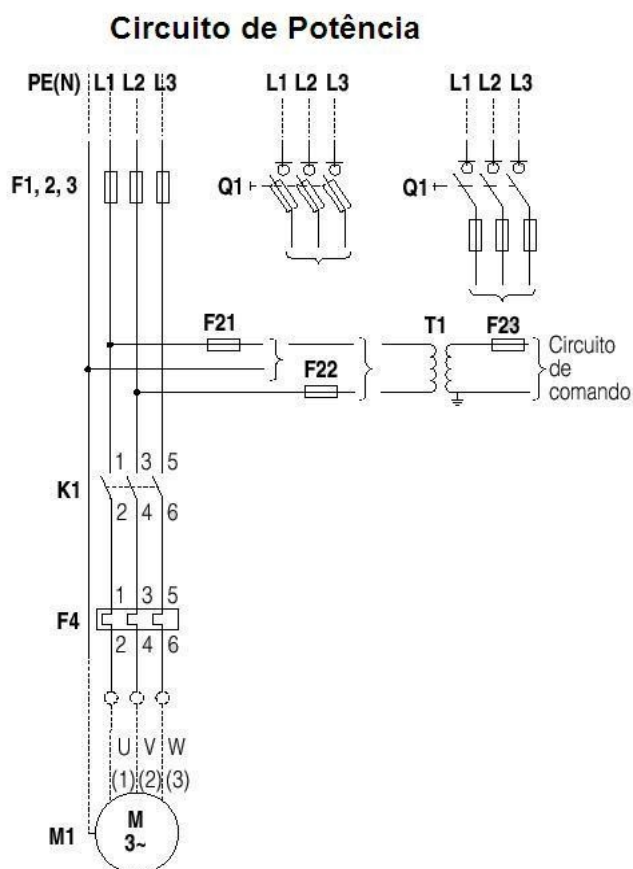 Circuito de Potência
PE(N) L1 L2 L3
L1 L2 L3
L1 L2 L3
F1, 2, 3
Q1
Q1
F21
T1
F23
F22
Circuito
de
comando
1 3 5
K1
2 4 6
1 3 5
F4
2 4 6
U V W
(1) (2) (3)
M1
M
3~